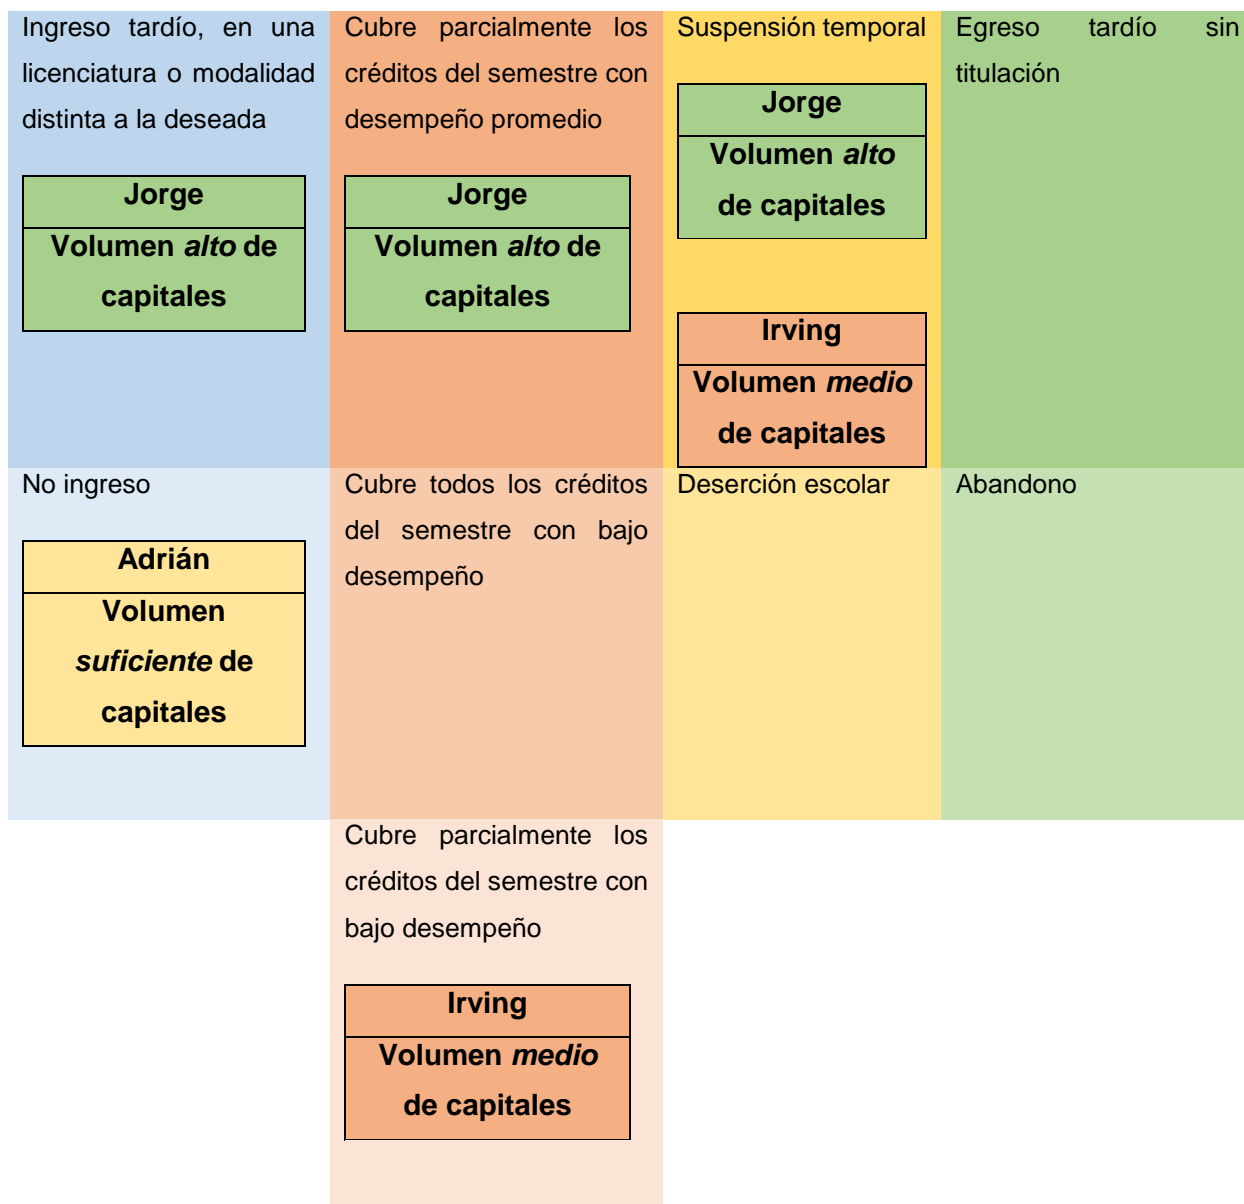 Ingreso tardío, en una
licenciatura o modalidad
distinta a la deseada
Jorge
Volumen alto de
capitales
Cubre parcialmente los
créditos del semestre con
desempeño promedio
Jorge
Volumen alto de
capitales
Suspensión temporal
Jorge
Volumen alto
de capitales
Irving
Volumen medio
de capitales
Egreso tardío sin
titulación
No ingreso
Adrián
Volumen
suficiente de
capitales
Cubre todos los créditos
del semestre con bajo
desempeño
Deserción escolar
Abandono
Cubre parcialmente los
créditos del semestre con
bajo desempeño
Irving
Volumen medio
de capitales